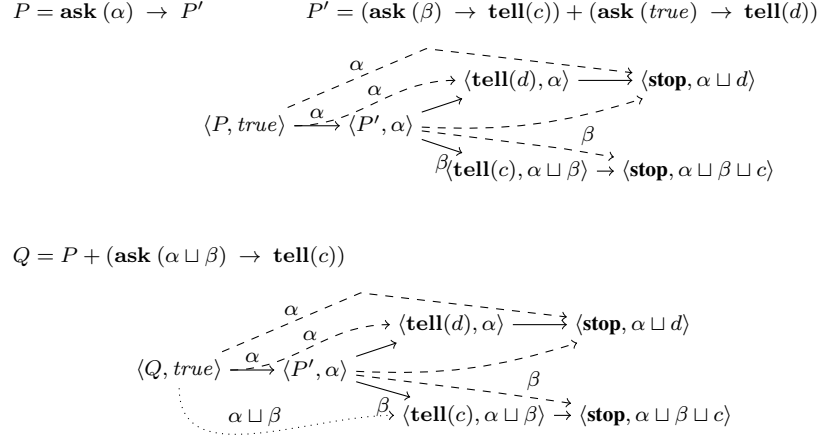 P = ask (α) → P′ P′ = (ask (β) → tell(c)) + (ask (true) → tell(d))
α
α ⟨tell(d), α⟩ ⟨stop, α ⊔ d⟩
⟨P, true⟩ α ⟨P′, α⟩
β
β ⟨tell(c), α ⊔ β⟩ → ⟨stop, α ⊔ β ⊔ c⟩
Q = P + (ask (α ⊔ β) → tell(c))
α
α ⟨tell(d), α⟩ ⟨stop, α ⊔ d⟩
⟨Q, true⟩ α ⟨P′, α⟩
β
α ⊔ β β ⟨tell(c), α ⊔ β⟩ → ⟨stop, α ⊔ β ⊔ c⟩